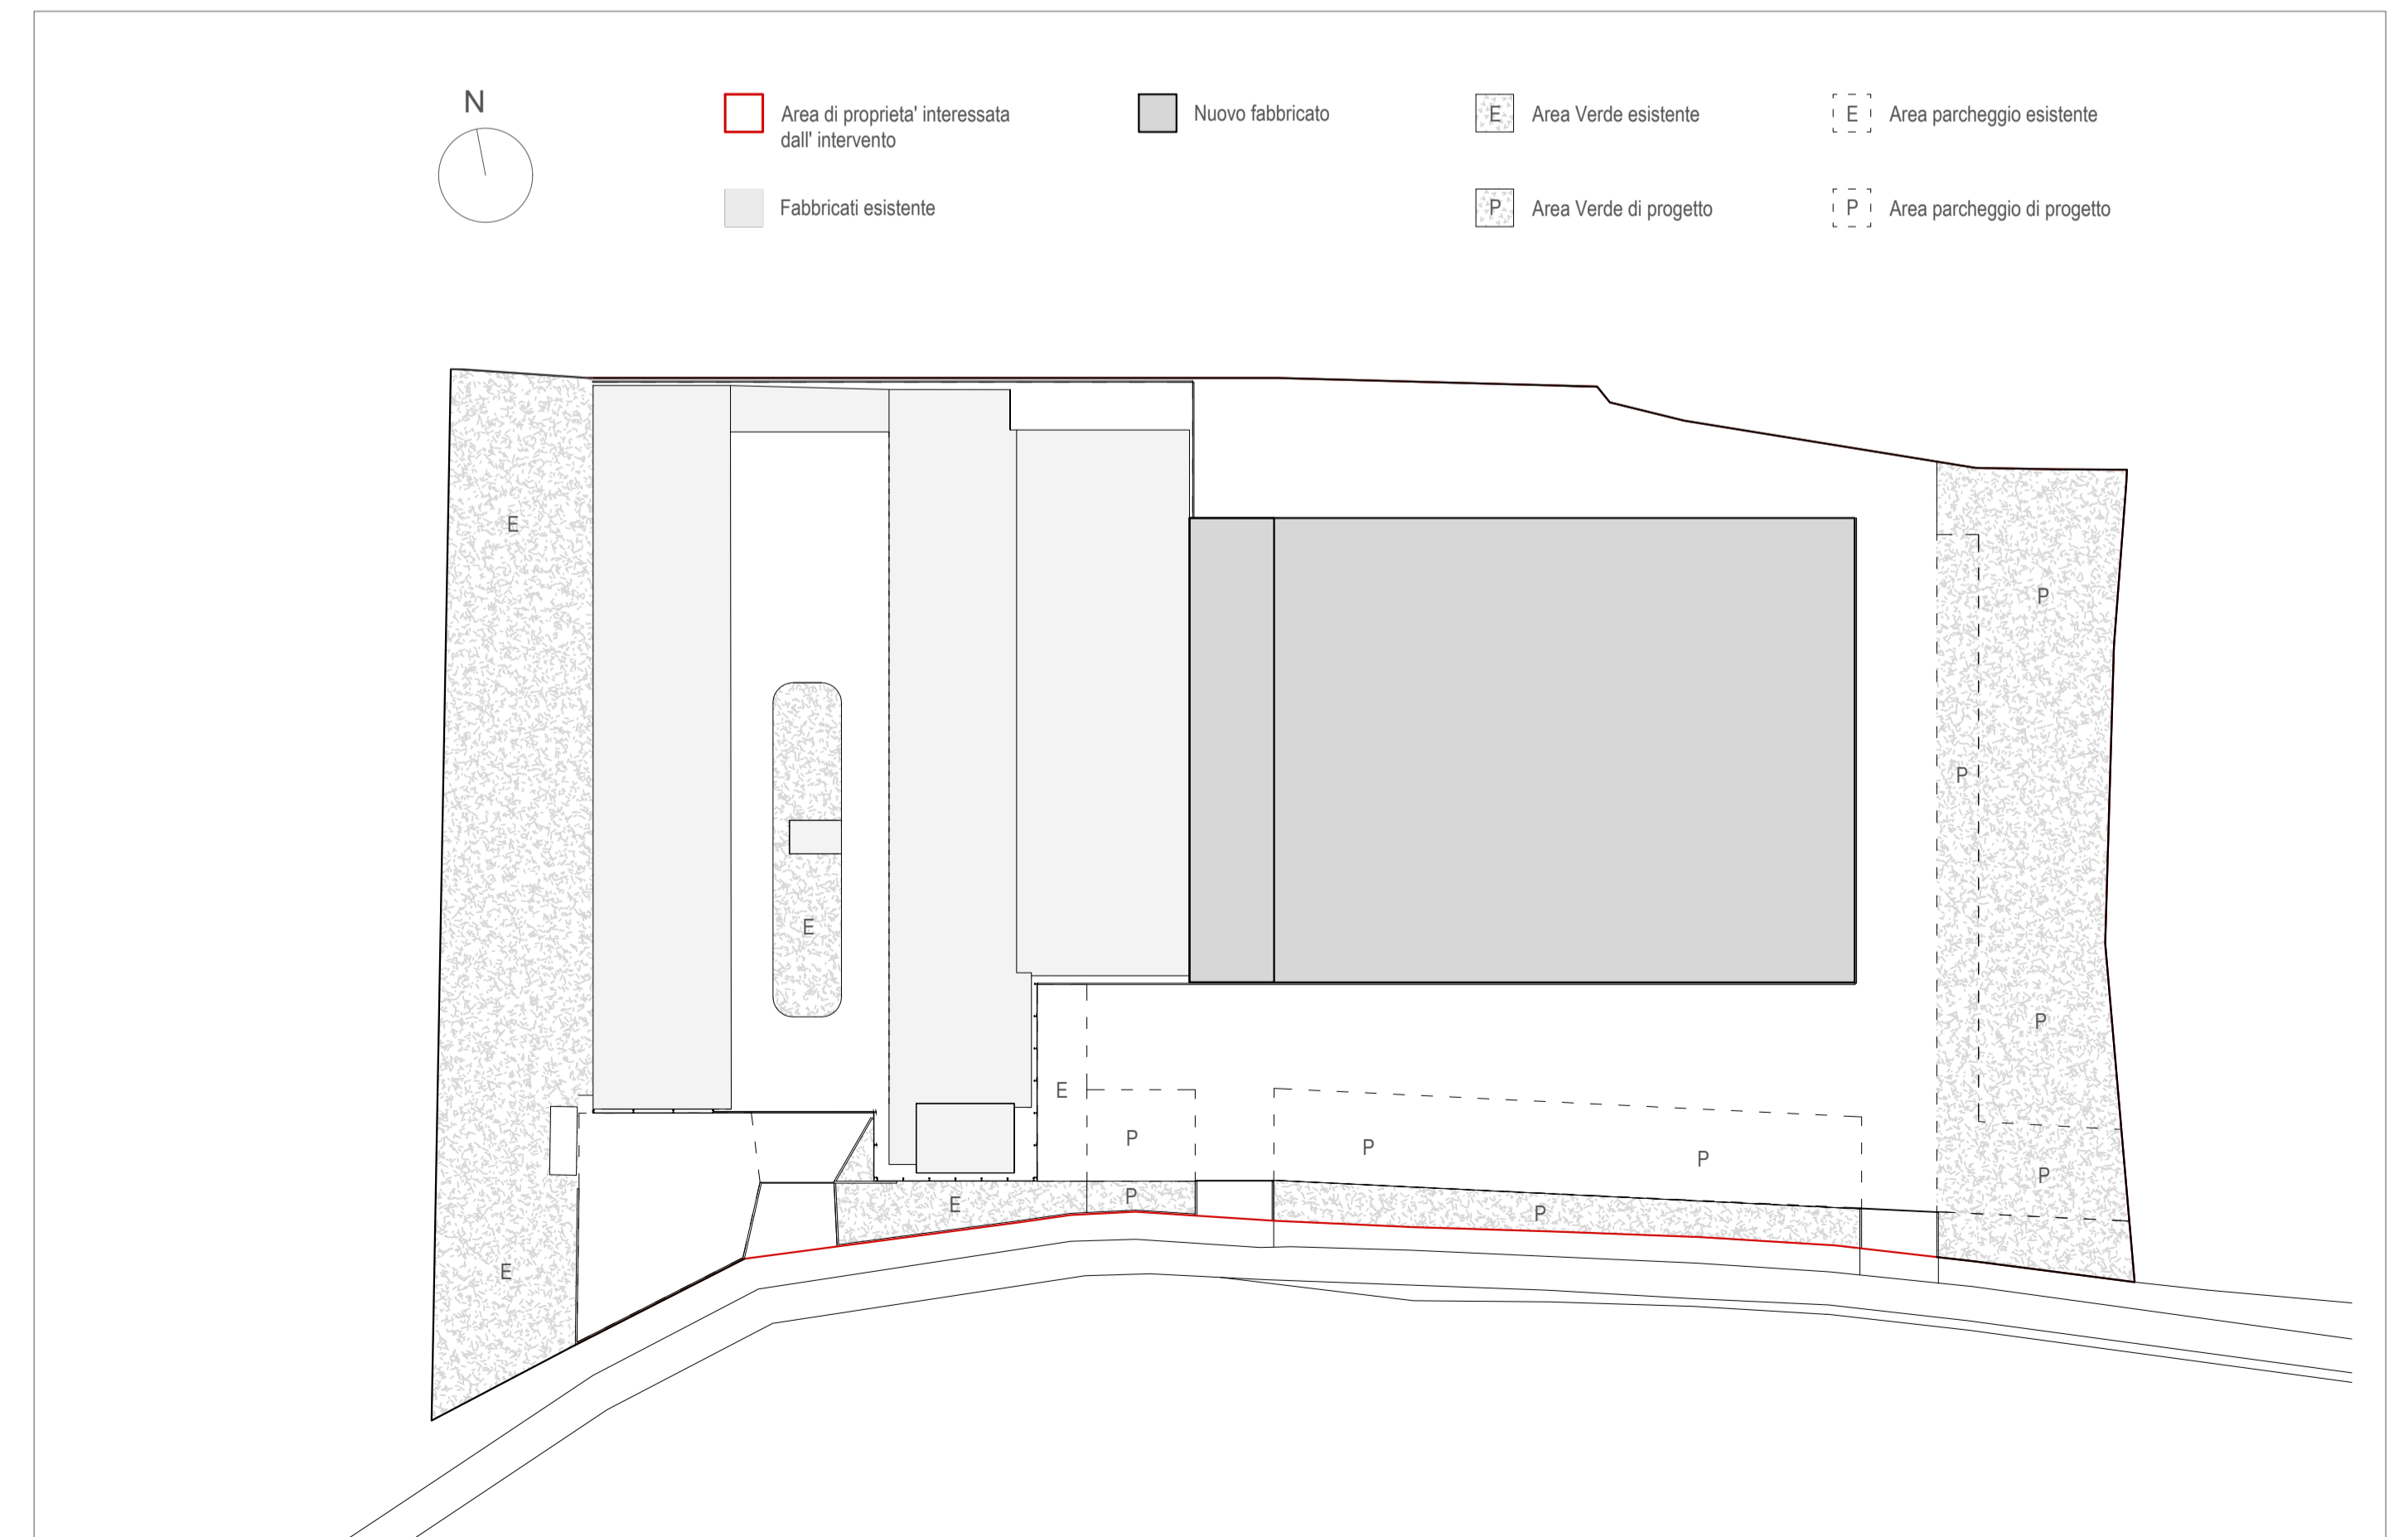 N
Area di proprieta' interessata
dall' intervento
Nuovo fabbricato
E
Area Verde esistente
E
Area parcheggio esistente
Fabbricati esistente
P
Area Verde di progetto
P
Area parcheggio di progetto
E
P
P
E
P
E
P
P
P
P
P
E
P
P
E